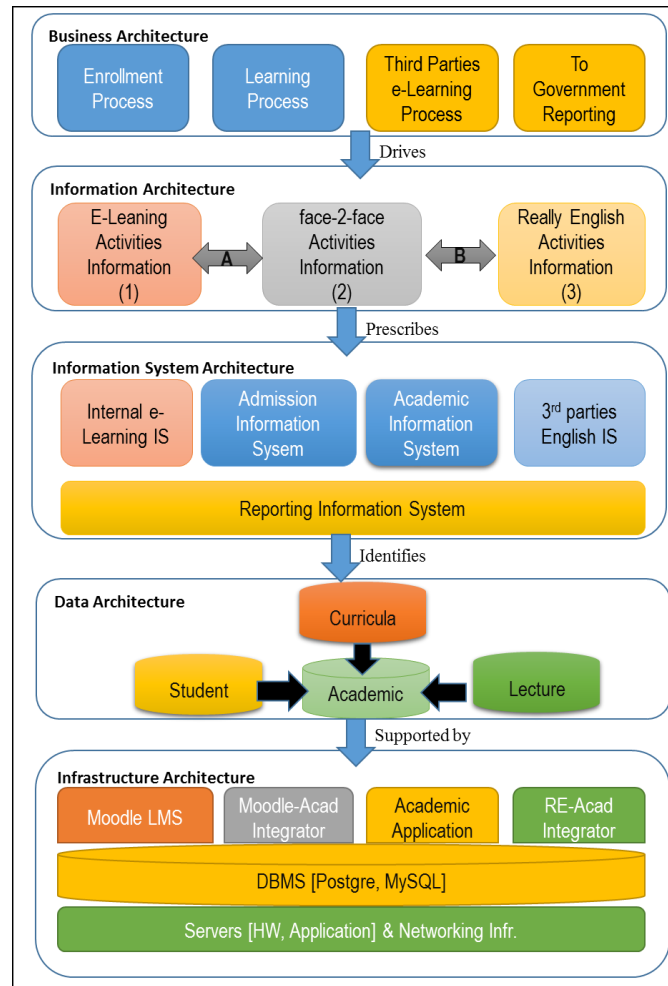 Business Architecture
Enrollment
Process
Learning
Process
Third Parties
e-Learning
Process
To
Government
Reporting
Drives
Information Architecture
E-Leaning
Activities
Information
(1)
A
face-2-face
Activities
Information
(2)
B
Really English
Activities
Information
(3)
Prescribes
Information System Architecture
Internal e-
Learning IS
Admission
Information
Sysem
Academic
Information
System
3rd parties
English IS
Reporting Information System
Identifies
Data Architecture
Curricula
Student
Academic
Lecture
Supported by
Infrastructure Architecture
Moodle LMS
Moodle-Acad
Integrator
Academic
Application
RE-Acad
Integrator
DBMS [Postgre, MySQL]
Servers [HW, Application] & Networking Infr.